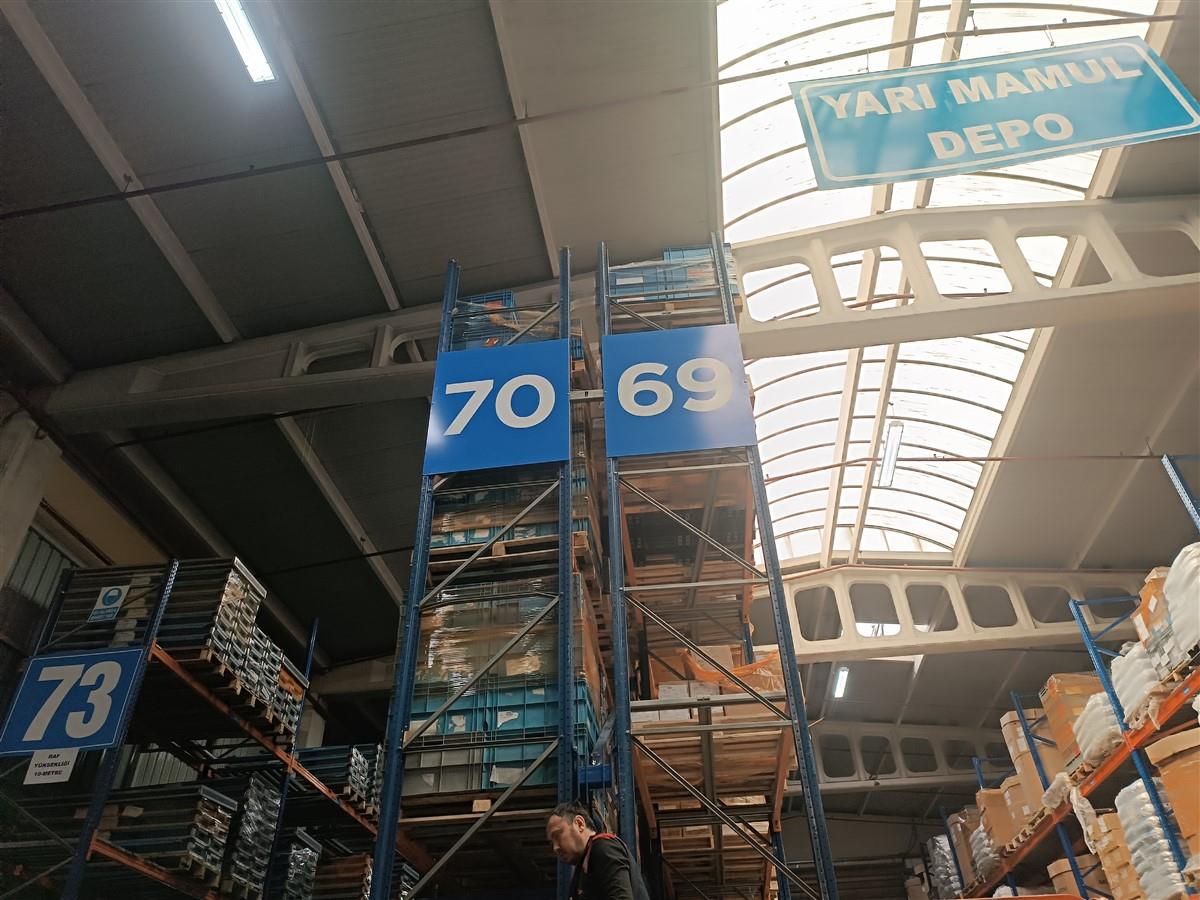 YARI MAMUL
DEPO
70
69
73
RAF
YÜKSEKLİĞİ
10-METRE